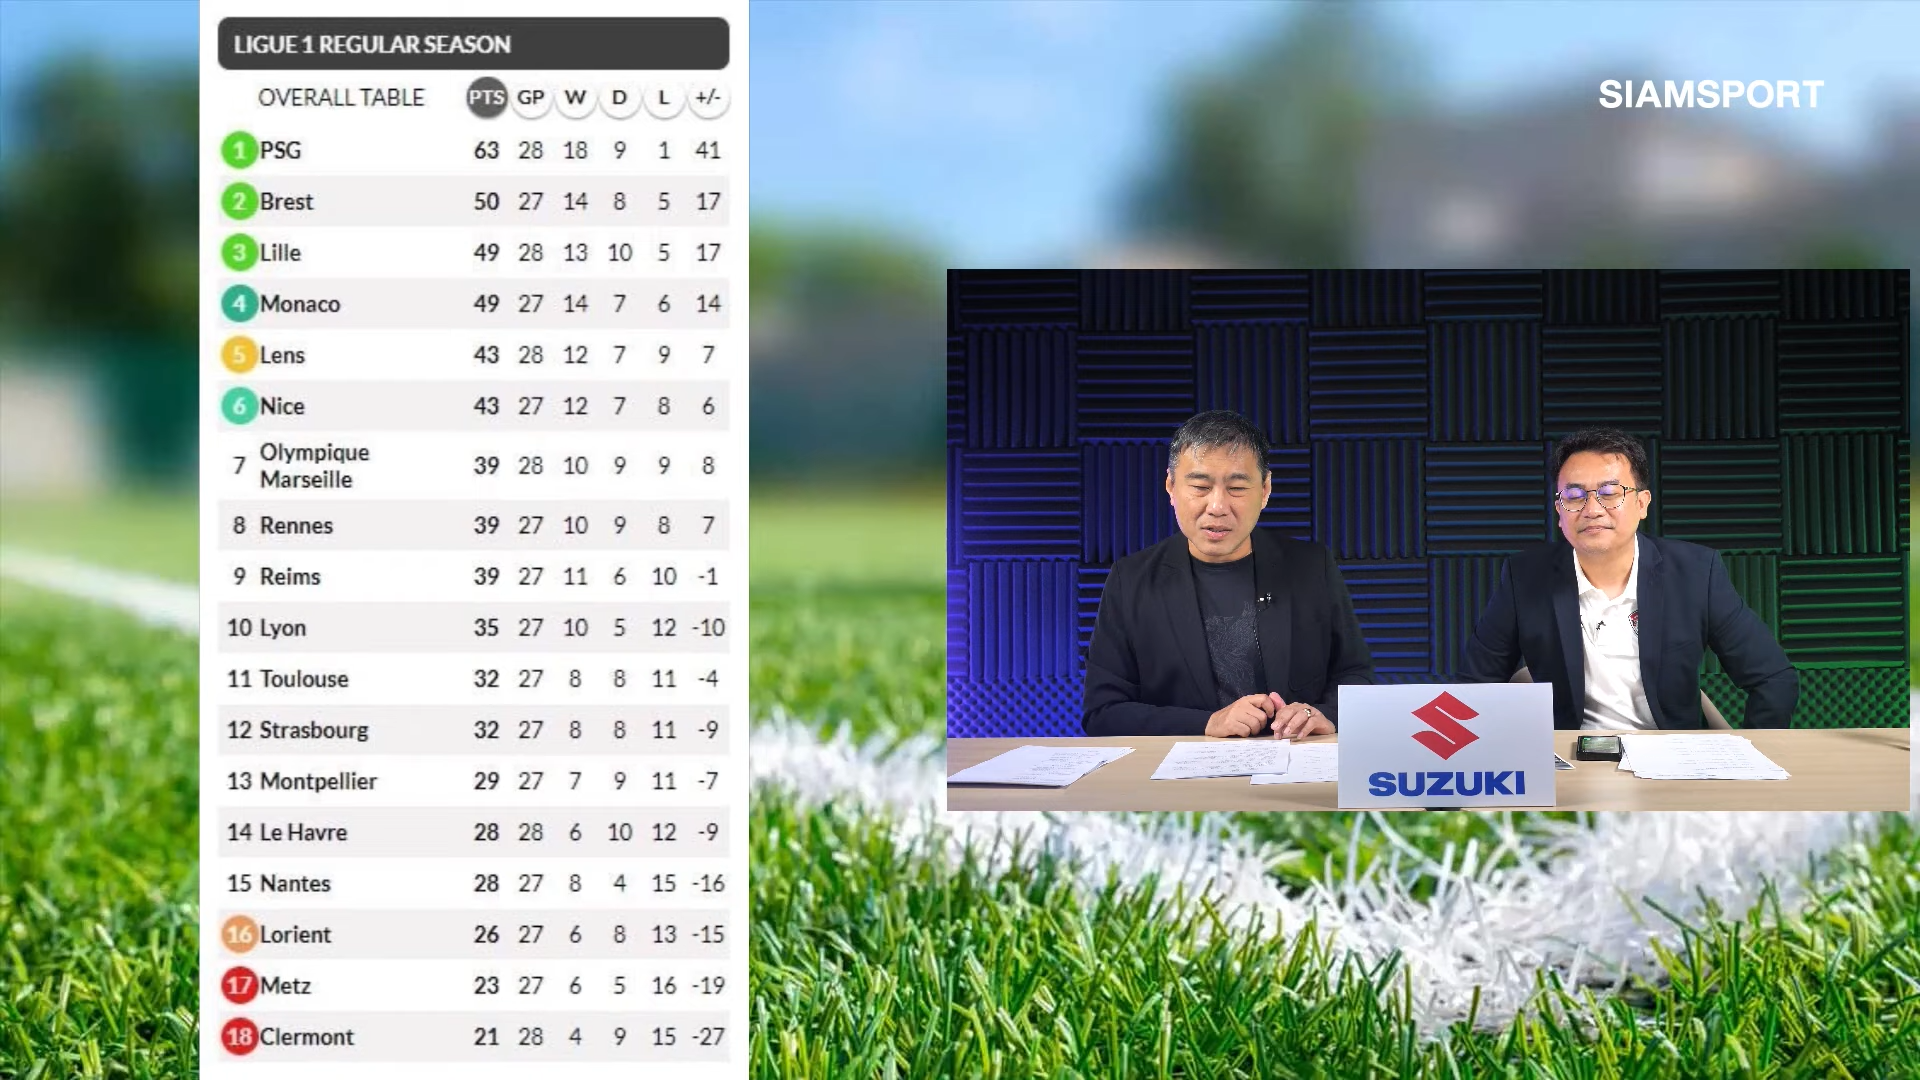 LIGUE 1 REGULAR SEASON
OVERALL TABLE PTS GP W D L +/-
1 PSG 63 28 18 9 1 41
2 Brest 50 27 14 8 5 17
3 Lille 49 28 13 10 5 17
4 Monaco 49 27 14 7 6 14
5 Lens 43 28 12 7 9 7
6 Nice 43 27 12 7 8 6
7 Olympique Marseille 39 28 10 9 9 8
8 Rennes 39 27 10 9 8 7
9 Reims 39 27 11 6 10 -1
10 Lyon 35 27 10 5 12 -10
11 Toulouse 32 27 8 8 11 -4
12 Strasbourg 32 27 8 8 11 -9
13 Montpellier 29 27 7 9 11 -7
14 Le Havre 28 28 6 10 12 -9
15 Nantes 28 27 8 4 15 -16
16 Lorient 26 27 6 8 13 -15
17 Metz 23 27 6 5 16 -19
18 Clermont 21 28 4 9 15 -27
SIAMSPORT
SUZUKI